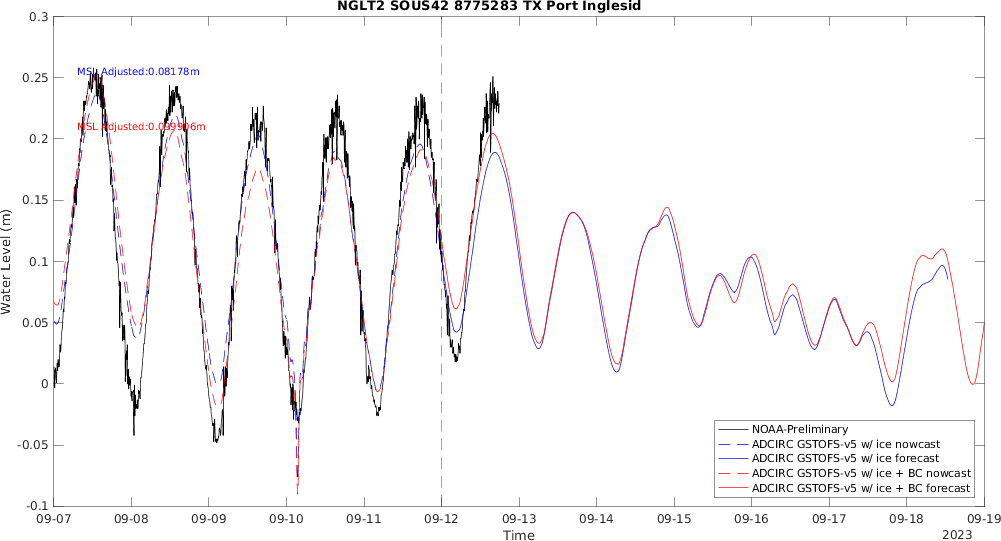 NGLT2 SOUS42 8775283 TX Port Inglesid
0.3
0.25
0.2
0.15
0.1
0.05
0
-0.05
-0.1
Water Level (m)
MSL Adjusted:0.08178m
MSL Adjusted:0.099906m
NOAA-Preliminary
ADCIRC GSTOFS-v5 w/ ice nowcast
ADCIRC GSTOFS-v5 w/ ice forecast
ADCIRC GSTOFS-v5 w/ ice + BC nowcast
ADCIRC GSTOFS-v5 w/ ice + BC forecast
09-07 09-08 09-09 09-10 09-11 09-12 09-13 09-14 09-15 09-16 09-17 09-18 09-19
Time
2023